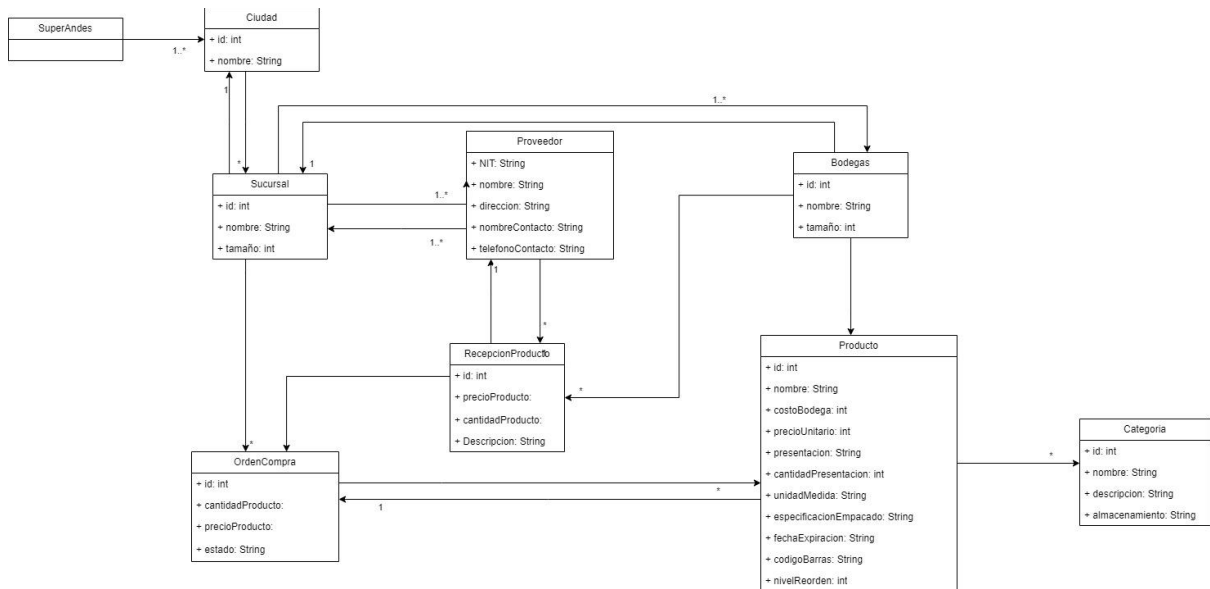 SuperAndes
1..*
Ciudad
+ id: int
+ nombre: String
1
*
1..*
1
Sucursal
+ id: int
+ nombre: String
+ tamaño: int
1..*
1..*
Proveedor
+ NIT: String
+ nombre: String
+ direccion: String
+ nombreContacto: String
+ telefonoContacto: String
1
*
Bodegas
+ id: int
+ nombre: String
+ tamaño: int
*
RecepcionProducto
+ id: int
+ precioProducto:
+ cantidadProducto:
+ Descripcion: String
*
OrdenCompra
+ id: int
+ cantidadProducto:
+ precioProducto:
+ estado: String
*
1
Producto
+ id: int
+ nombre: String
+ costoBodega: int
+ precioUnitario: int
+ presentacion: String
+ cantidadPresentacion: int
+ unidadMedida: String
+ especificacionEmpacado: String
+ fechaExpiracion: String
+ codigoBarras: String
+ nivelReorden: int
*
Categoria
+ id: int
+ nombre: String
+ descripcion: String
+ almacenamiento: String